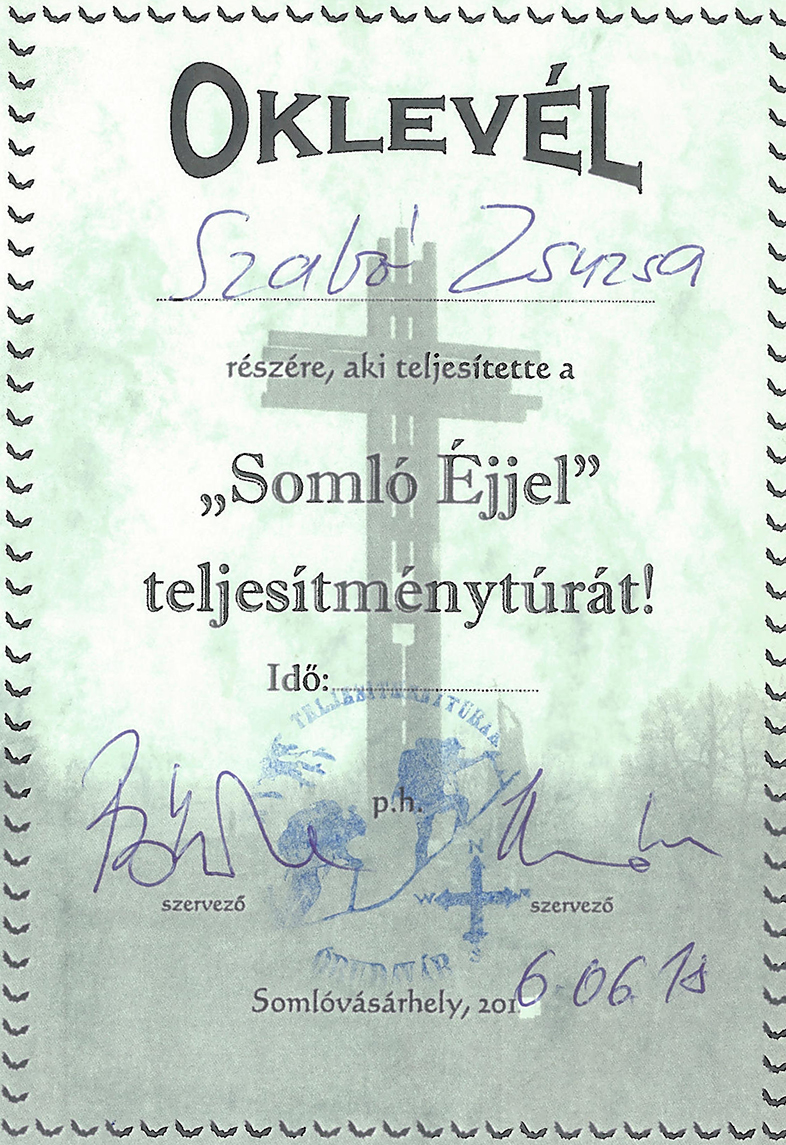 OKLEVÉL
Szabó Zsuzsa
részére, aki teljesítette a
„Somló Éjjel”
teljesítménytúrát!
Idő:
p.h.
N
W
szervező szervező
S
Somlóvásárhely, 2016.06.18